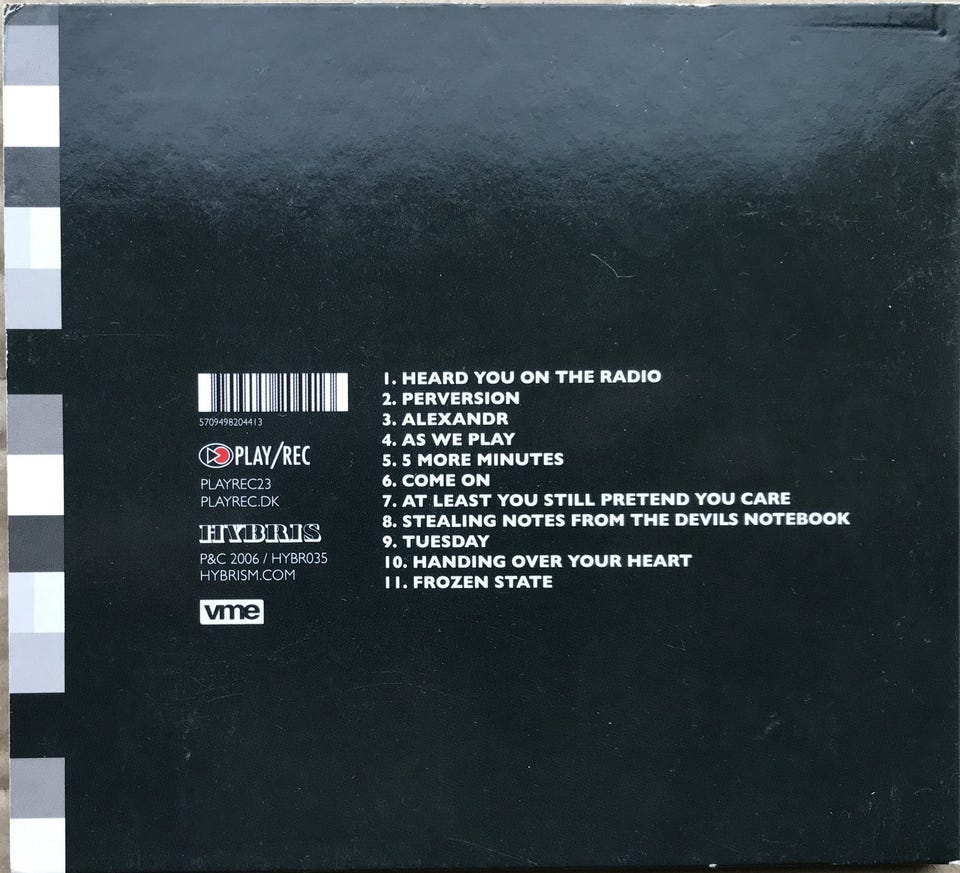 5709498204413
PLAY/REC
PLAYREC23
PLAYREC.DK
HYBRIS
P&C 2006 / HYBR035
HYBRISM.COM
vme
1. HEARD YOU ON THE RADIO
2. PERVERSION
3. ALEXANDR
4. AS WE PLAY
5. 5 MORE MINUTES
6. COME ON
7. AT LEAST YOU STILL PRETEND YOU CARE
8. STEALING NOTES FROM THE DEVILS NOTEBOOK
9. TUESDAY
10. HANDING OVER YOUR HEART
11. FROZEN STATE